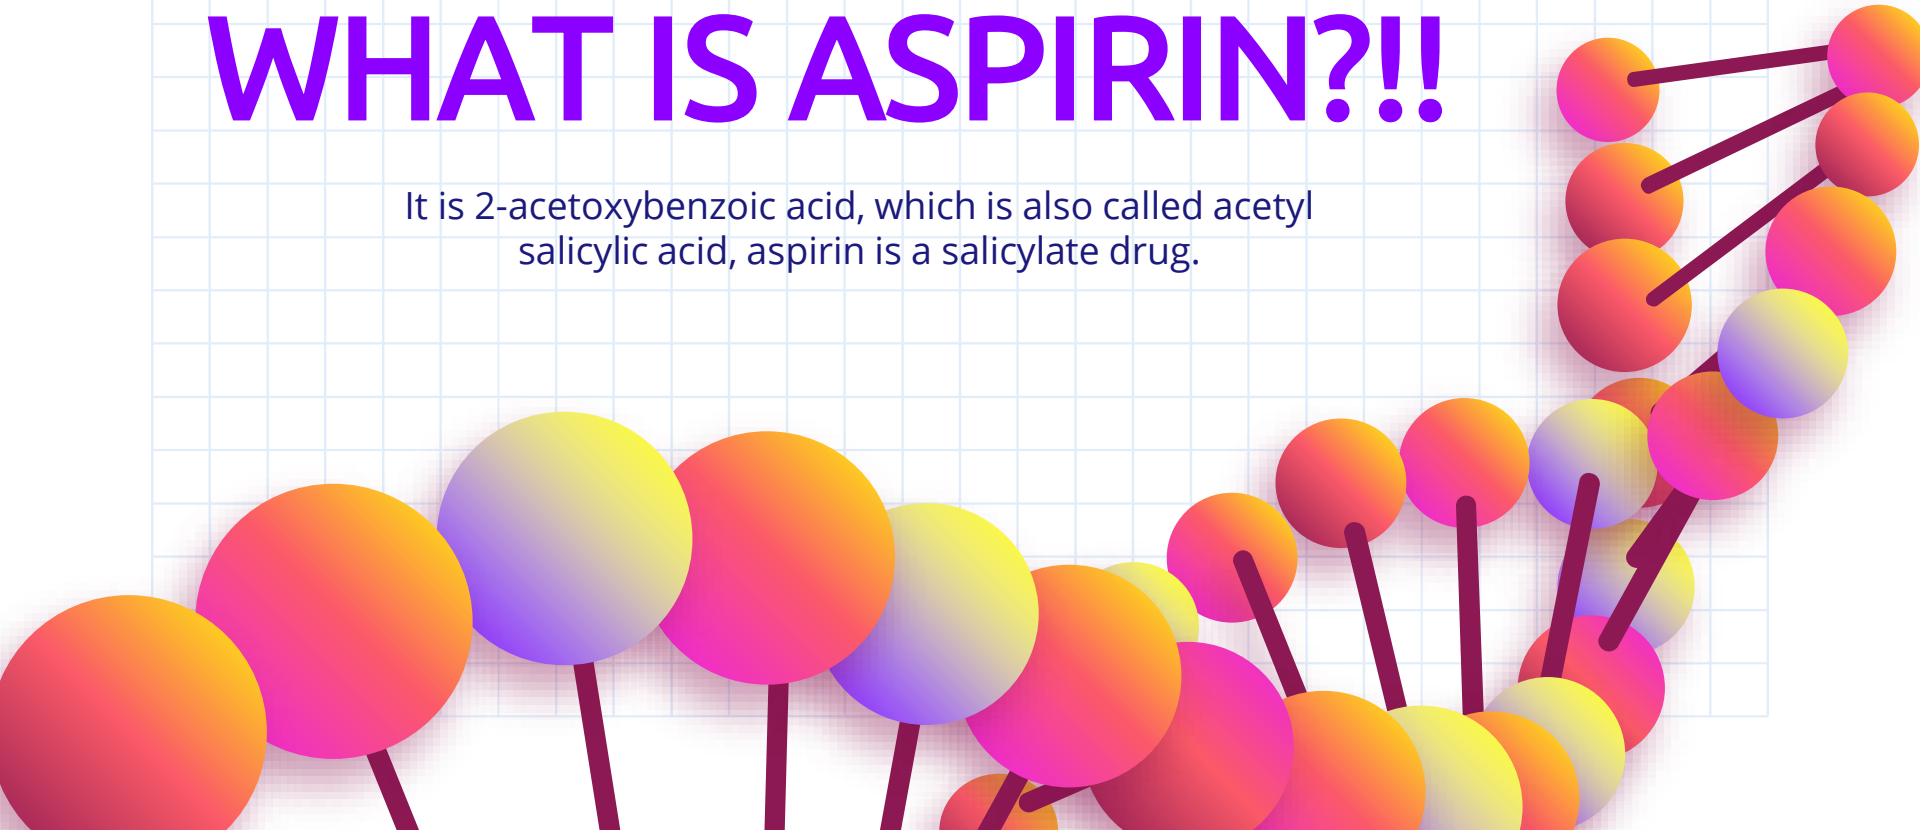 WHAT IS ASPIRIN?!!
It is 2-acetoxybenzoic acid, which is also called acetyl
salicylic acid, aspirin is a salicylate drug.